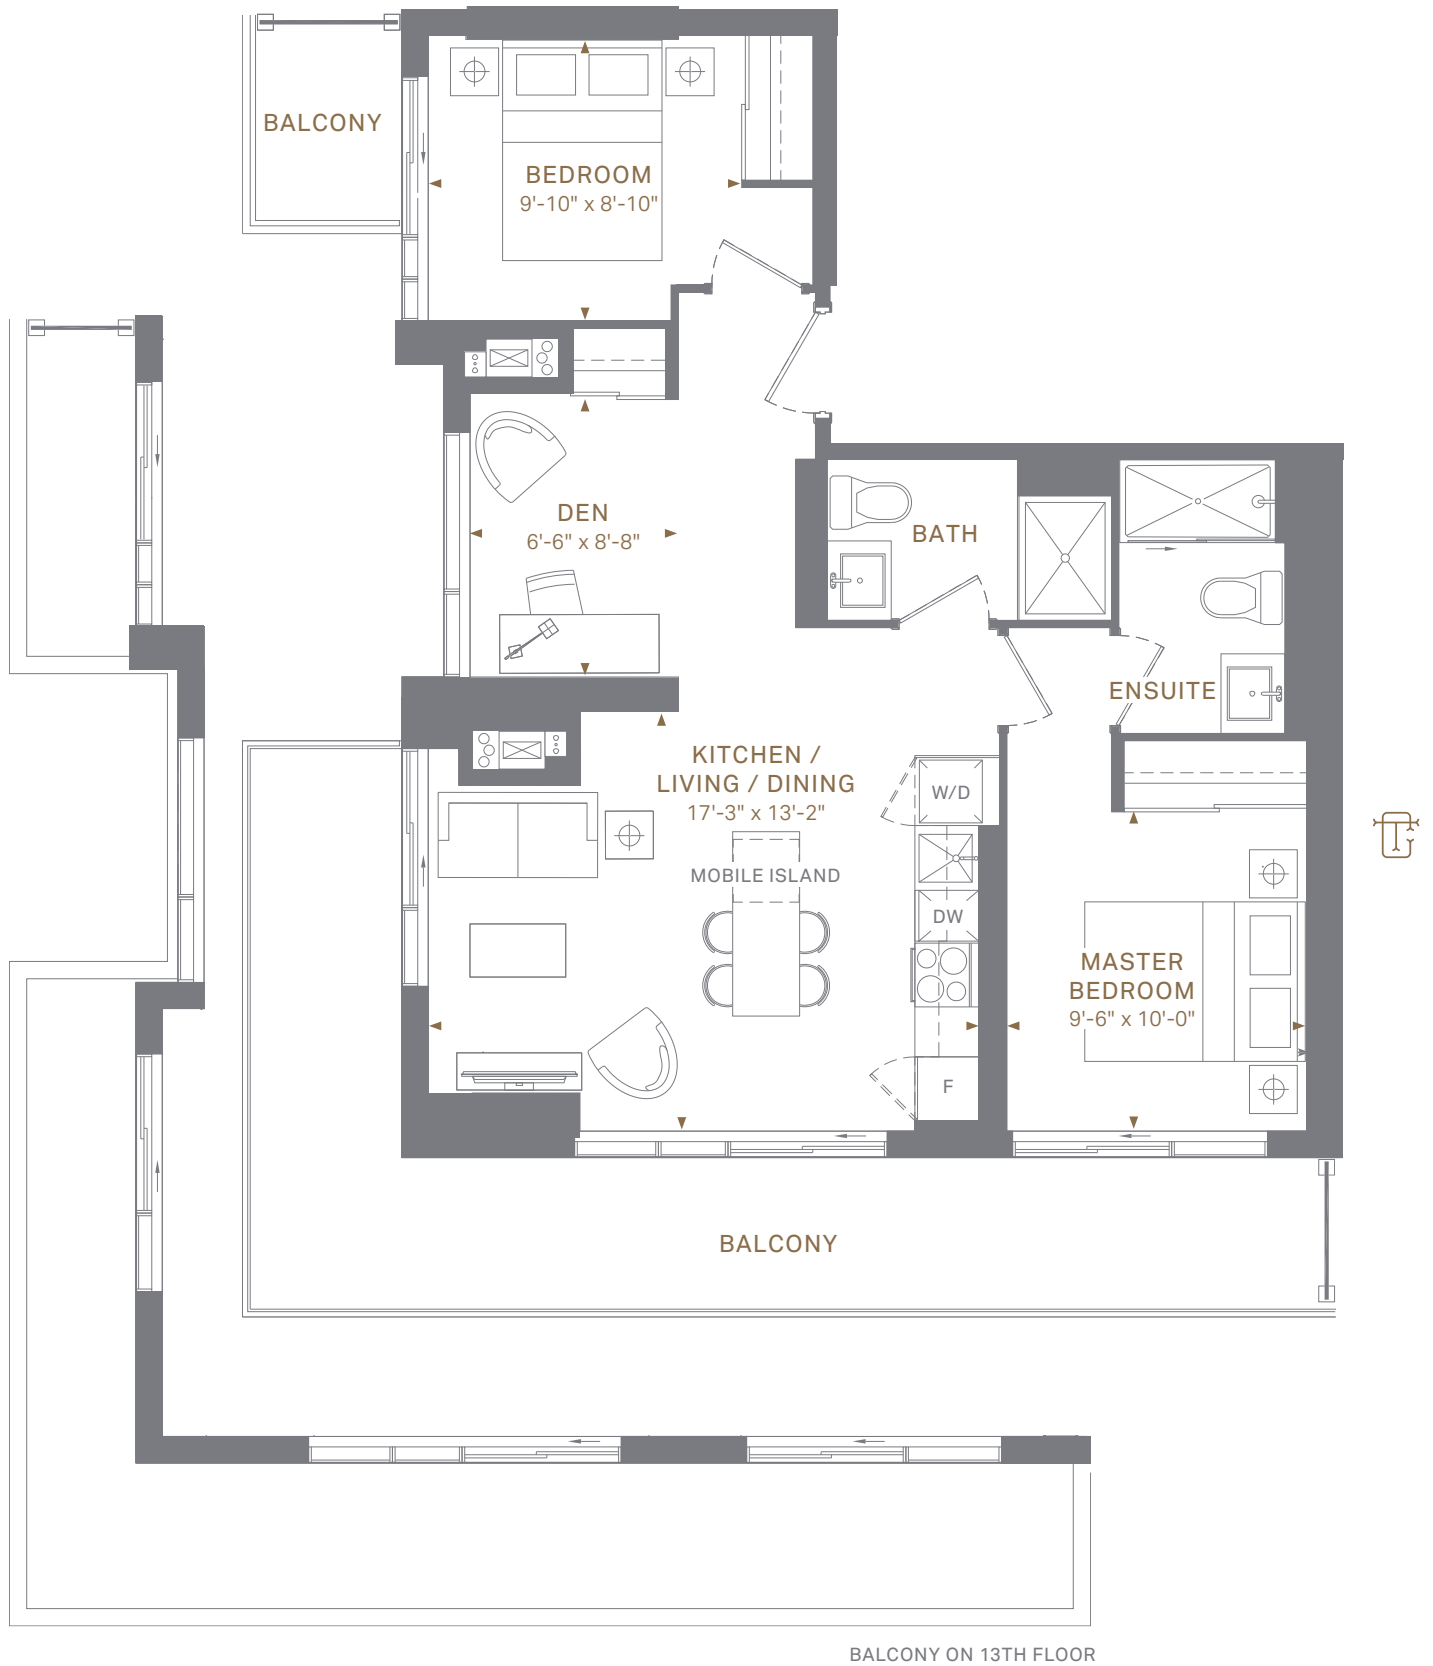 BALCONY
BEDROOM
9'-10" x 8'-10"
DEN
6'-6" x 8'-8"
BATH
ENSUITE
KITCHEN /
LIVING / DINING
17'-3" x 13'-2"
W/D
MOBILE ISLAND
DW
MASTER
BEDROOM
9'-6" x 10'-0"
F
BALCONY
BALCONY ON 13TH FLOOR